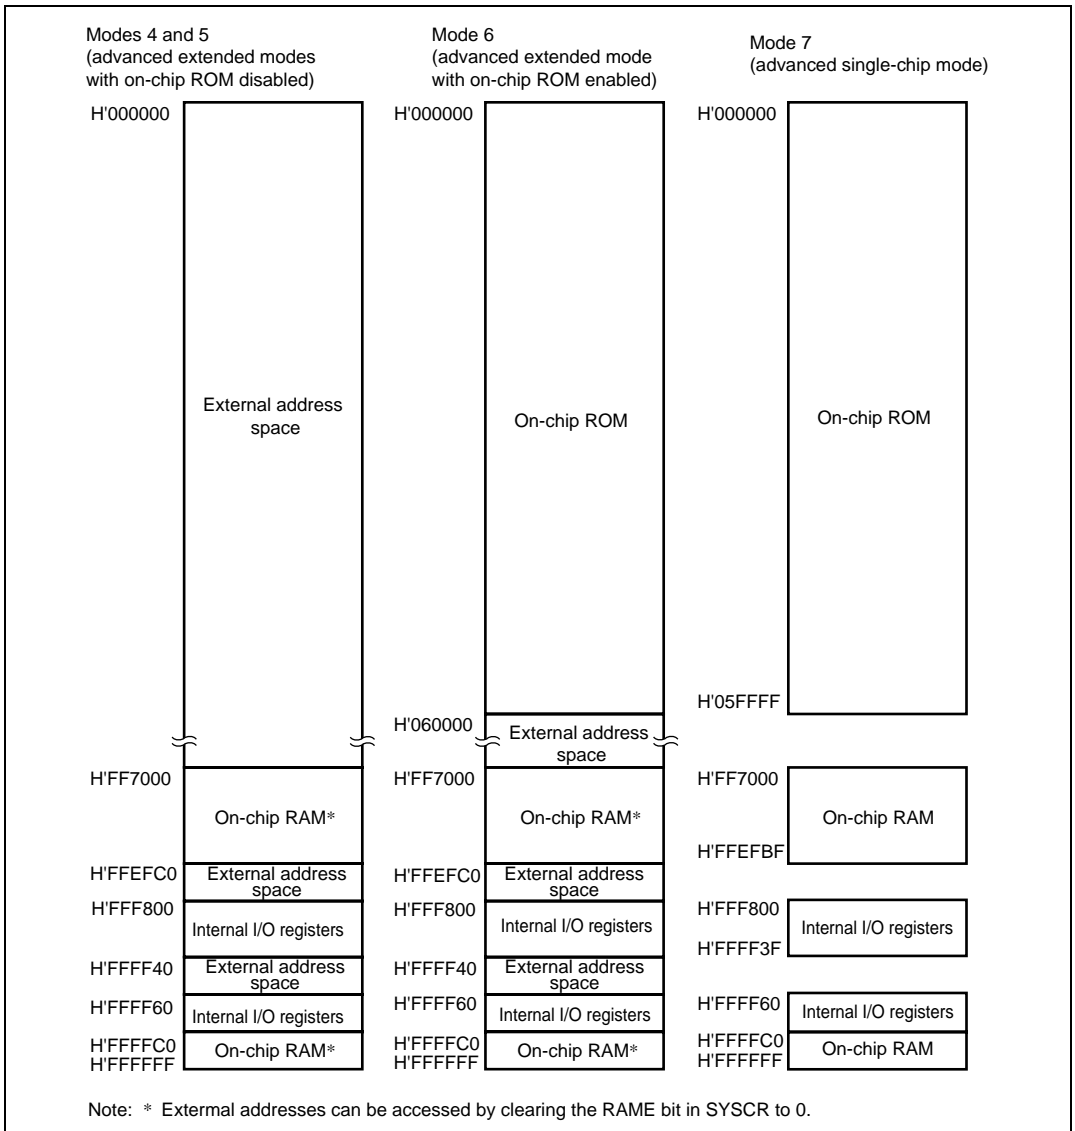 Modes 4 and 5
(advanced extended modes
with on-chip ROM disabled)
H'000000
External address
space
H'FF7000
On-chip RAM*
H'FFEFC0
External address
space
H'FFF800
Internal I/O registers
H'FFFF40
External address
space
H'FFFF60
Internal I/O registers
H'FFFFC0
On-chip RAM*
H'FFFFFF
Mode 6
(advanced extended mode
with on-chip ROM enabled)
H'000000
On-chip ROM
H'060000
External address
space
H'FF7000
On-chip RAM*
H'FFEFC0
External address
space
H'FFF800
Internal I/O registers
H'FFFF40
External address
space
H'FFFF60
Internal I/O registers
H'FFFFC0
On-chip RAM*
H'FFFFFF
Mode 7
(advanced single-chip mode)
H'000000
On-chip ROM
H'05FFFF
H'FF7000
On-chip RAM
H'FFEFBF
H'FFF800
Internal I/O registers
H'FFFF3F
H'FFFF60
Internal I/O registers
H'FFFFC0
On-chip RAM
H'FFFFFF
Note: * Extermal addresses can be accessed by clearing the RAME bit in SYSCR to 0.